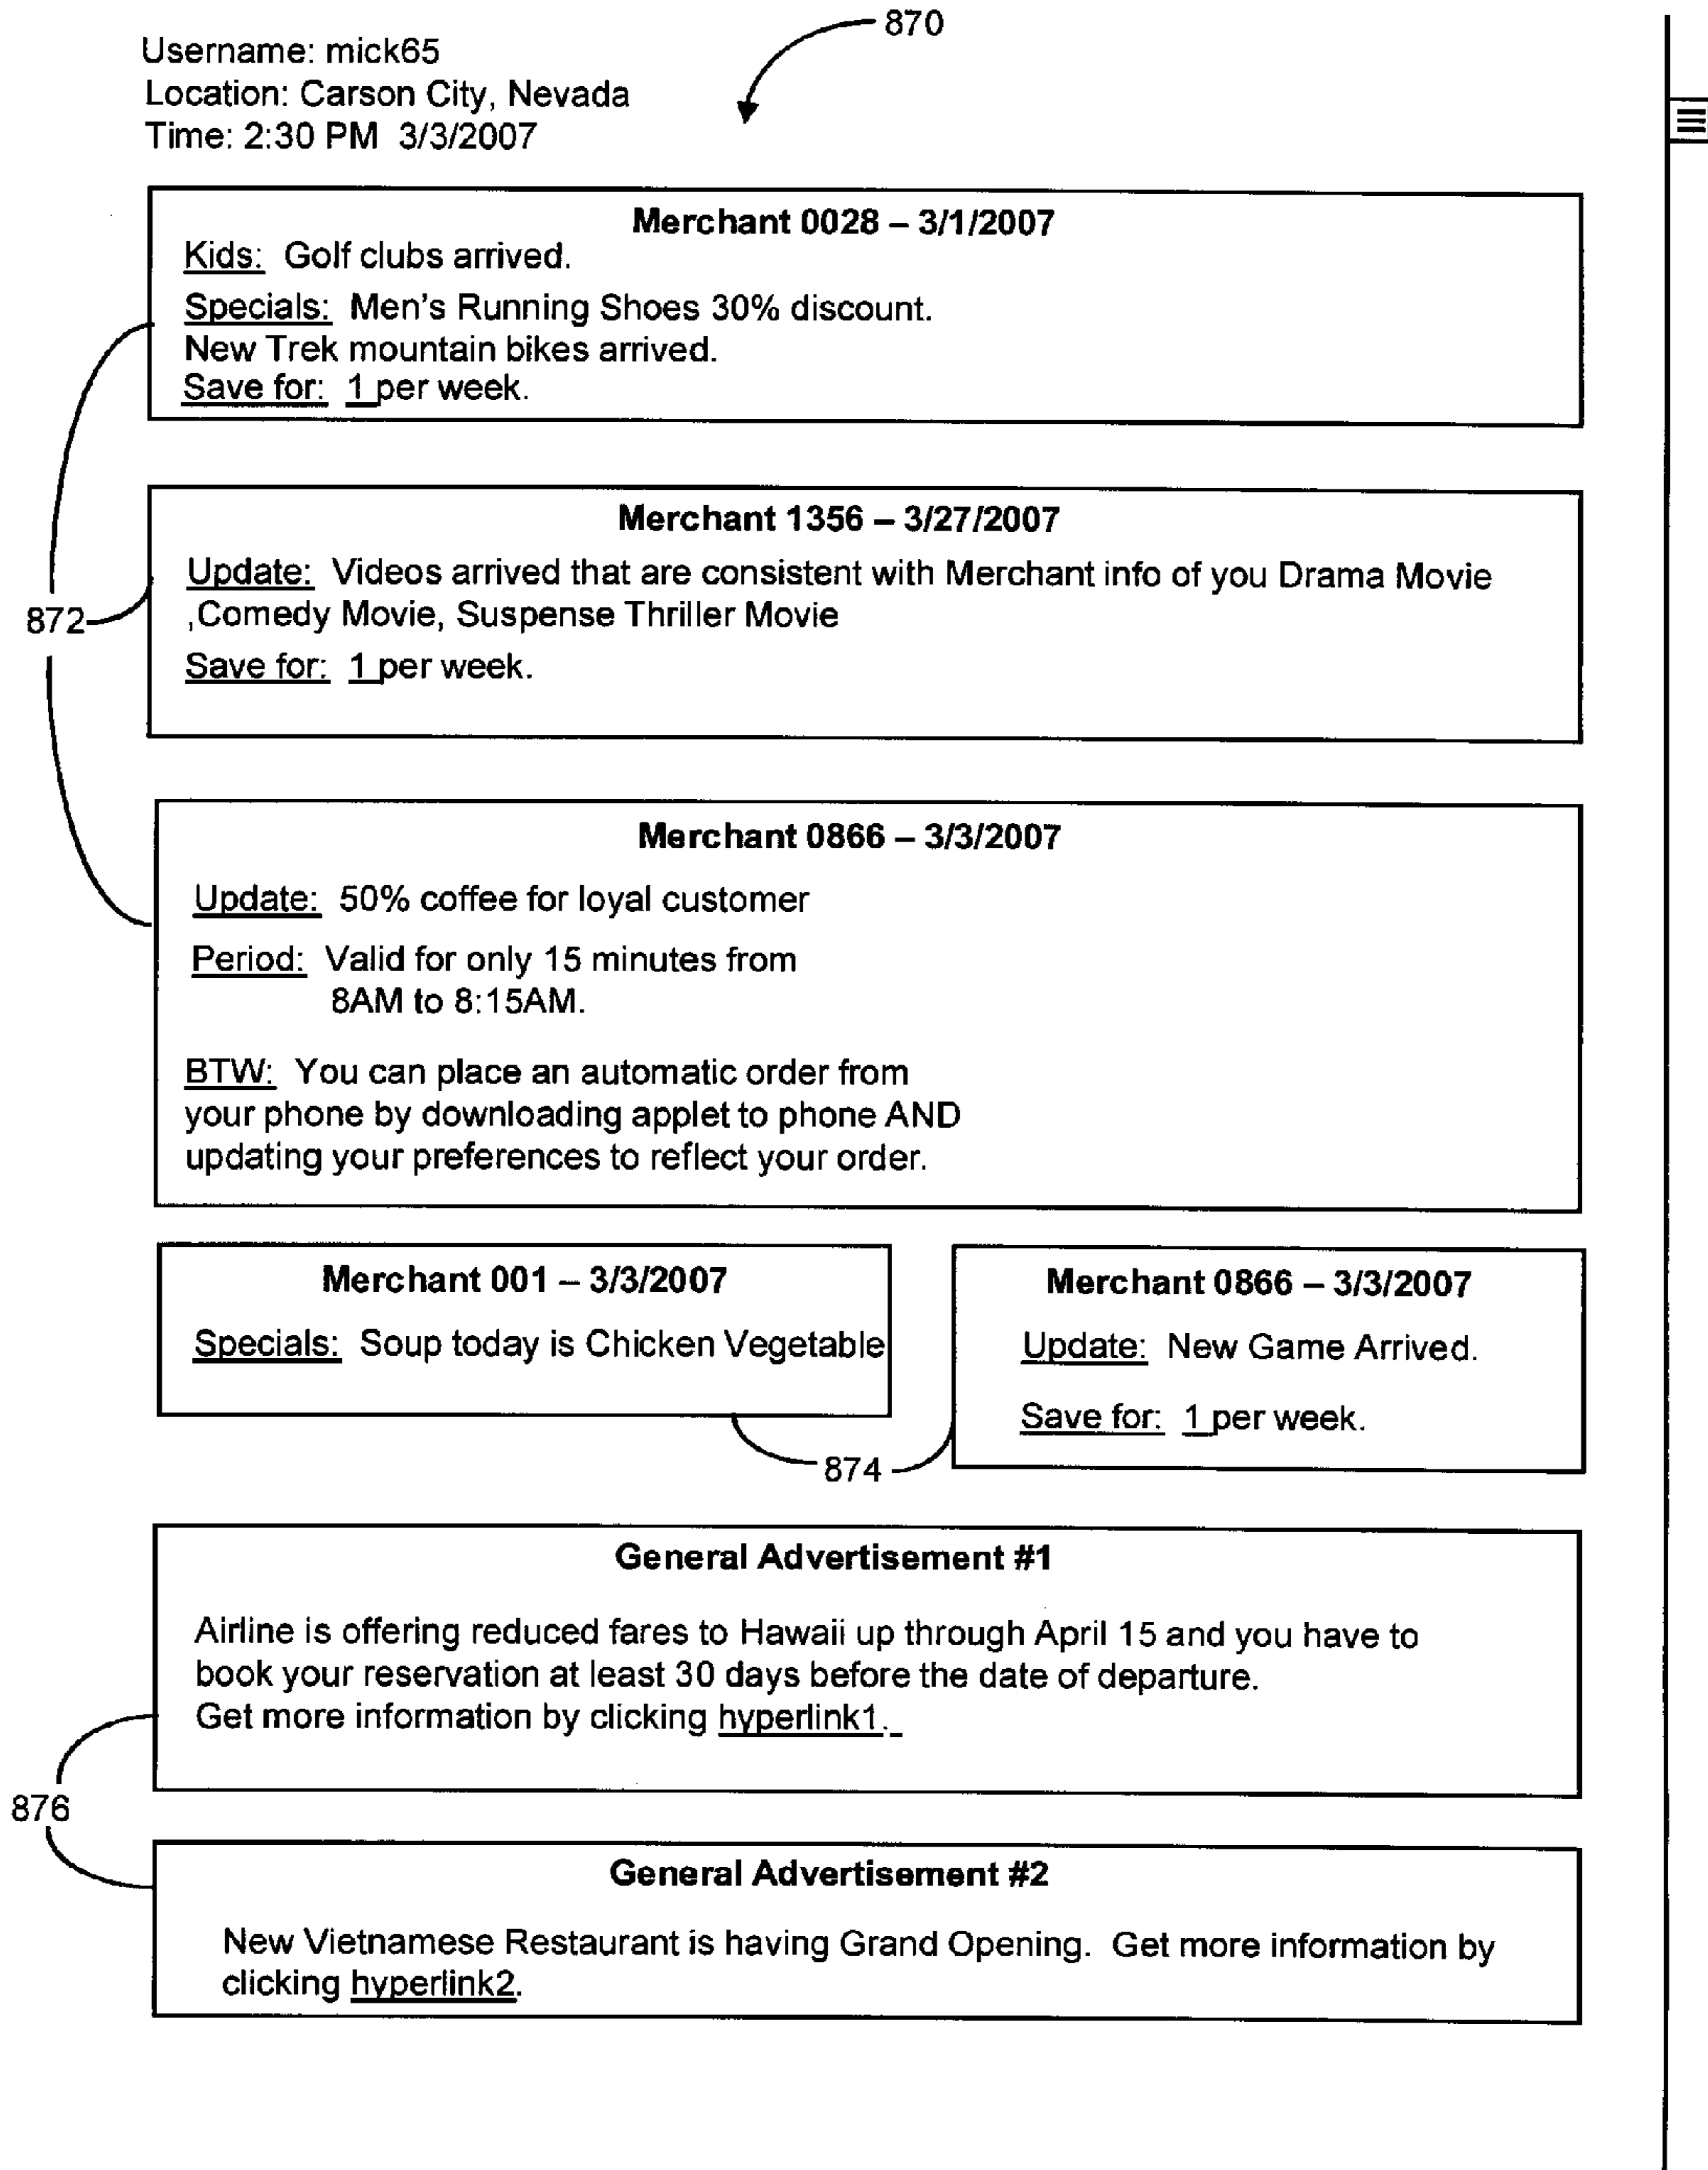 870
Username: mick65
Location: Carson City, Nevada
Time: 2:30 PM 3/3/2007
Merchant 0028 – 3/1/2007
Kids: Golf clubs arrived.
Specials: Men's Running Shoes 30% discount.
New Trek mountain bikes arrived.
Save for: 1 per week.
Merchant 1356 – 3/27/2007
Update: Videos arrived that are consistent with Merchant info of you Drama Movie
,Comedy Movie, Suspense Thriller Movie
Save for: 1 per week.
872
Merchant 0866 – 3/3/2007
Update: 50% coffee for loyal customer
Period: Valid for only 15 minutes from
8AM to 8:15AM.
BTW: You can place an automatic order from
your phone by downloading applet to phone AND
updating your preferences to reflect your order.
Merchant 001 – 3/3/2007
Specials: Soup today is Chicken Vegetable
Merchant 0866 – 3/3/2007
Update: New Game Arrived.
Save for: 1 per week.
874
General Advertisement #1
Airline is offering reduced fares to Hawaii up through April 15 and you have to
book your reservation at least 30 days before the date of departure.
Get more information by clicking hyperlink1.
876
General Advertisement #2
New Vietnamese Restaurant is having Grand Opening. Get more information by
clicking hyperlink2.